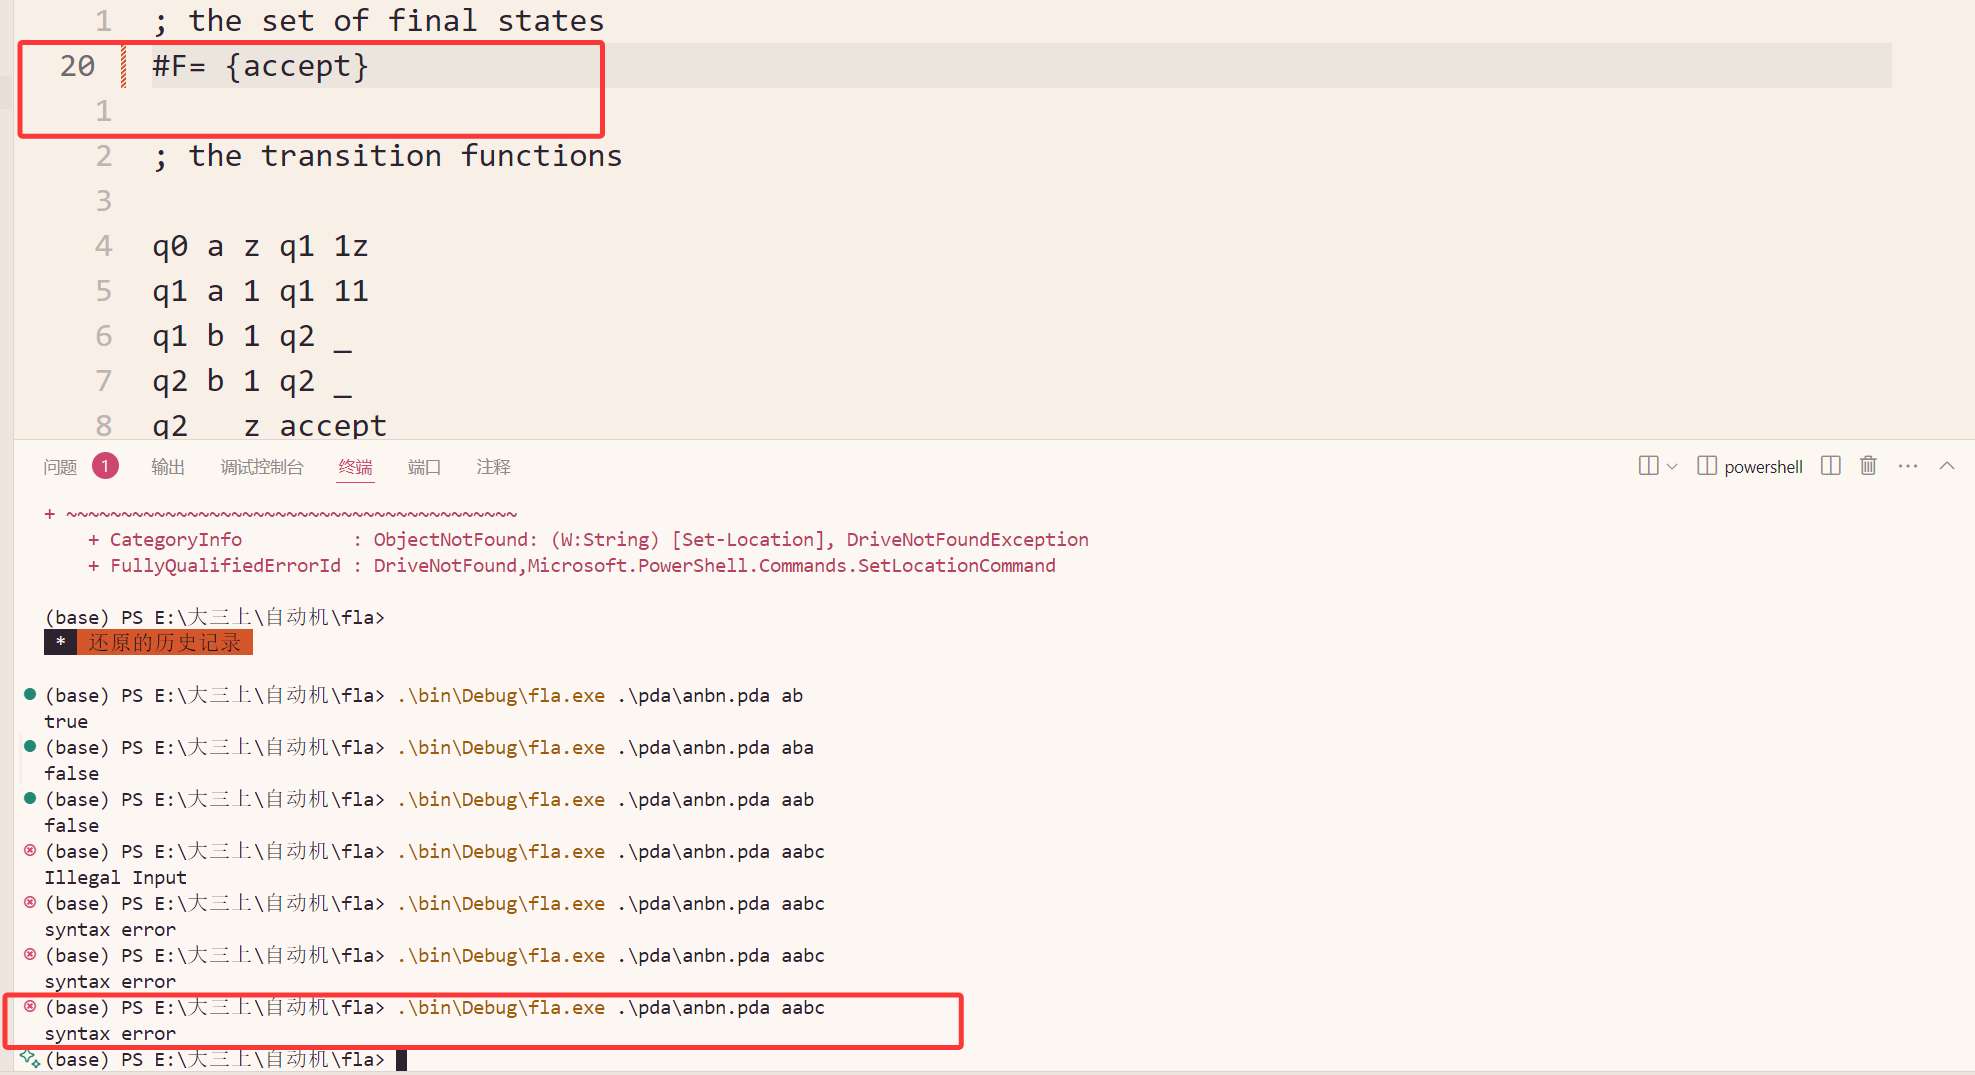 1 ; the set of final states
20 #F= {accept}
1
2 ; the transition functions
3
4 q0 a z q1 1z
5 q1 a 1 q1 11
6 q1 b 1 q2 _
7 q2 b 1 q2 _
8 q2   z accept
问题 1 输出 调试控制台 终端 端口 注释 powershell
+ ~~~~~~~~~~~~~~~~~~~~~~~~~~~~~~~~~~~~~~~~~
+ CategoryInfo          : ObjectNotFound: (W:String) [Set-Location], DriveNotFoundException
+ FullyQualifiedErrorId : DriveNotFound,Microsoft.PowerShell.Commands.SetLocationCommand
(base) PS E:\大三上\自动机\fla>
* 还原的历史记录
(base) PS E:\大三上\自动机\fla> .\bin\Debug\fla.exe .\pda\anbn.pda ab
true
(base) PS E:\大三上\自动机\fla> .\bin\Debug\fla.exe .\pda\anbn.pda aba
false
(base) PS E:\大三上\自动机\fla> .\bin\Debug\fla.exe .\pda\anbn.pda aab
false
(base) PS E:\大三上\自动机\fla> .\bin\Debug\fla.exe .\pda\anbn.pda aabc
Illegal Input
(base) PS E:\大三上\自动机\fla> .\bin\Debug\fla.exe .\pda\anbn.pda aabc
syntax error
(base) PS E:\大三上\自动机\fla> .\bin\Debug\fla.exe .\pda\anbn.pda aabc
syntax error
(base) PS E:\大三上\自动机\fla> .\bin\Debug\fla.exe .\pda\anbn.pda aabc
syntax error
(base) PS E:\大三上\自动机\fla>